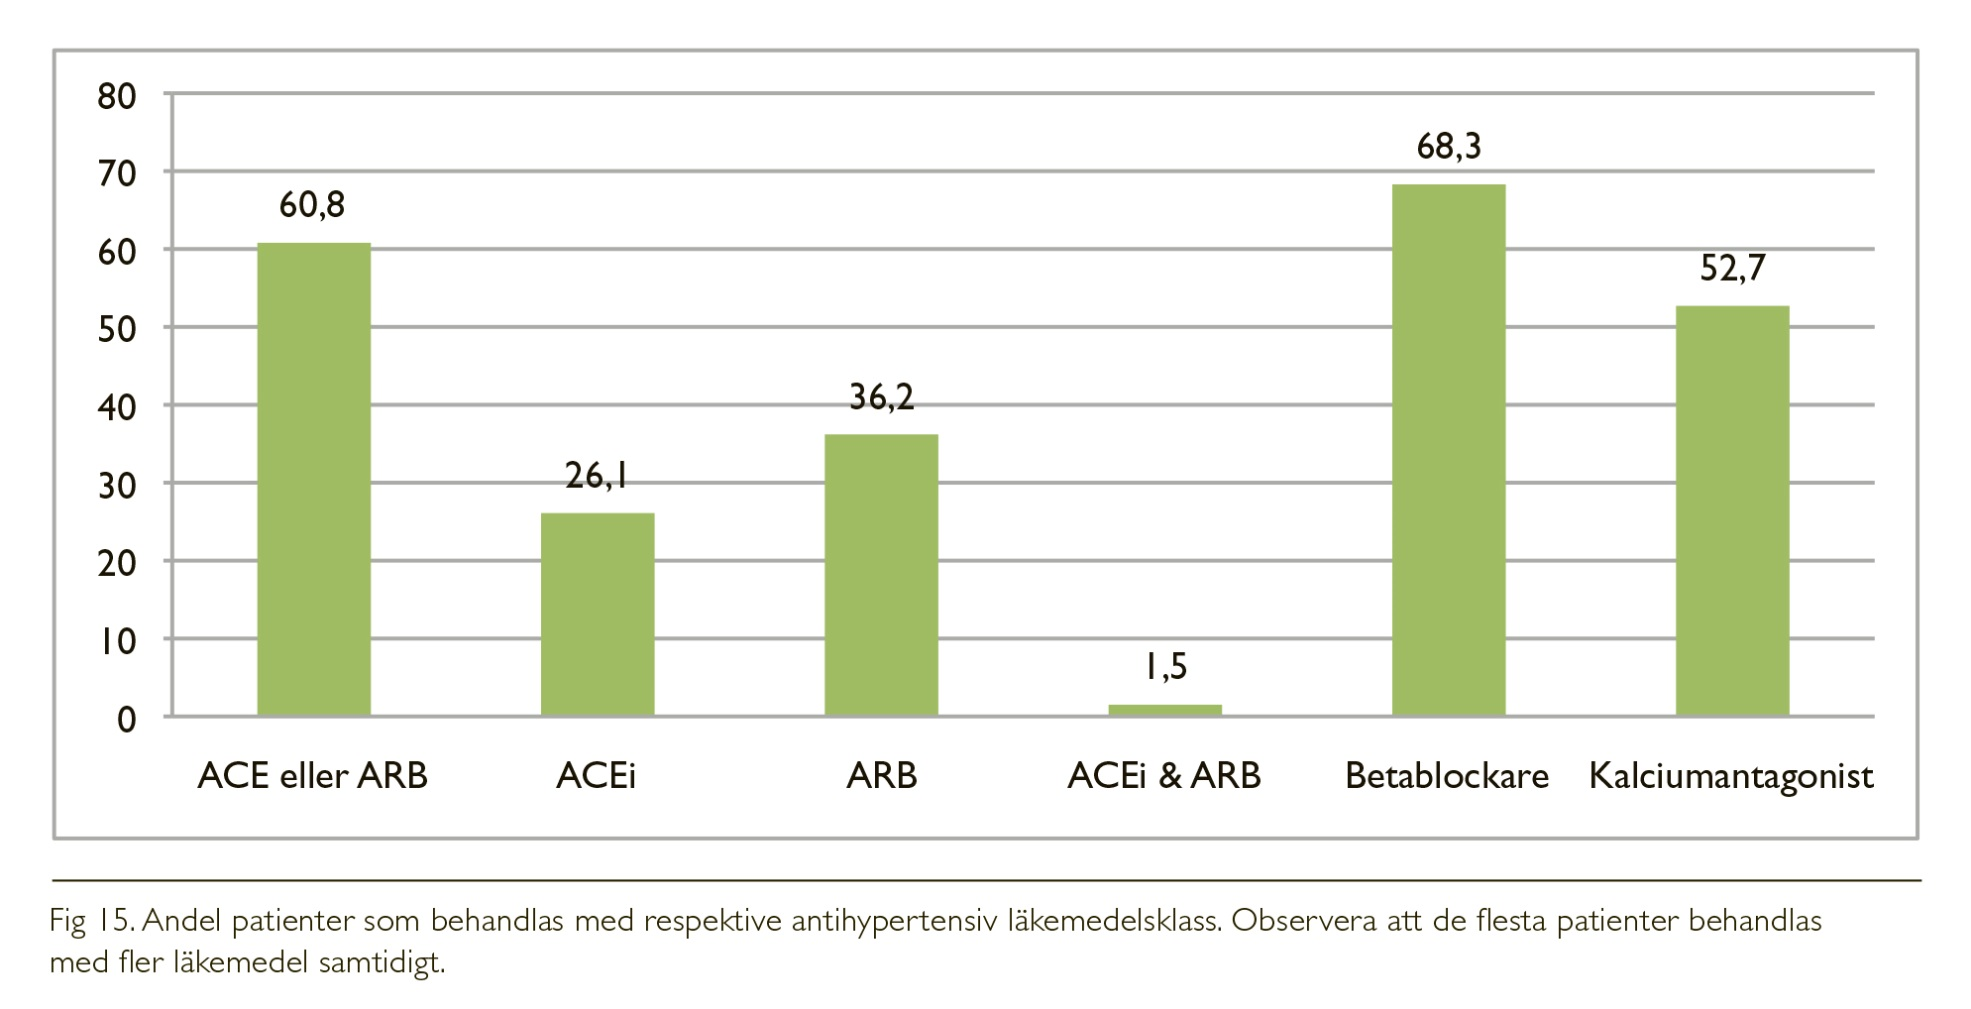 80
70
60
50
40
30
20
10
0
60,8
26,1
36,2
1,5
68,3
52,7
ACE eller ARB
ACEi
ARB
ACEi & ARB
Betablockare
Kalciumantagonist
Fig 15. Andel patienter som behandlas med respektive antihypertensiv läkemedelsklass. Observera att de flesta patienter behandlas
med fler läkemedel samtidigt.